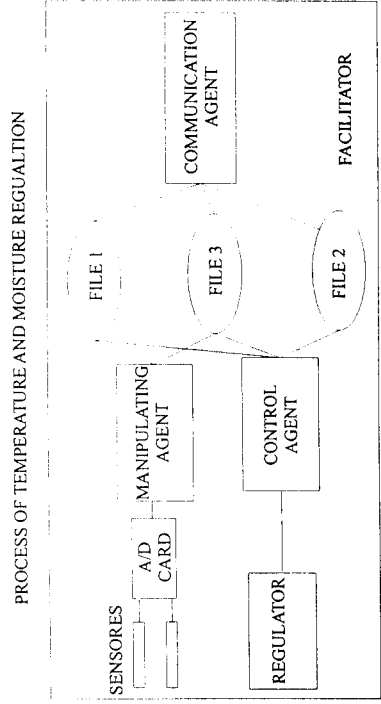 PROCESS OF TEMPERATURE AND MOISTURE REGUALTION
SENSORES
A/D
CARD
MANIPULATING
AGENT
REGULATOR
CONTROL
AGENT
FILE 1
FILE 3
FILE 2
COMMUNICATION
AGENT
FACILITATOR